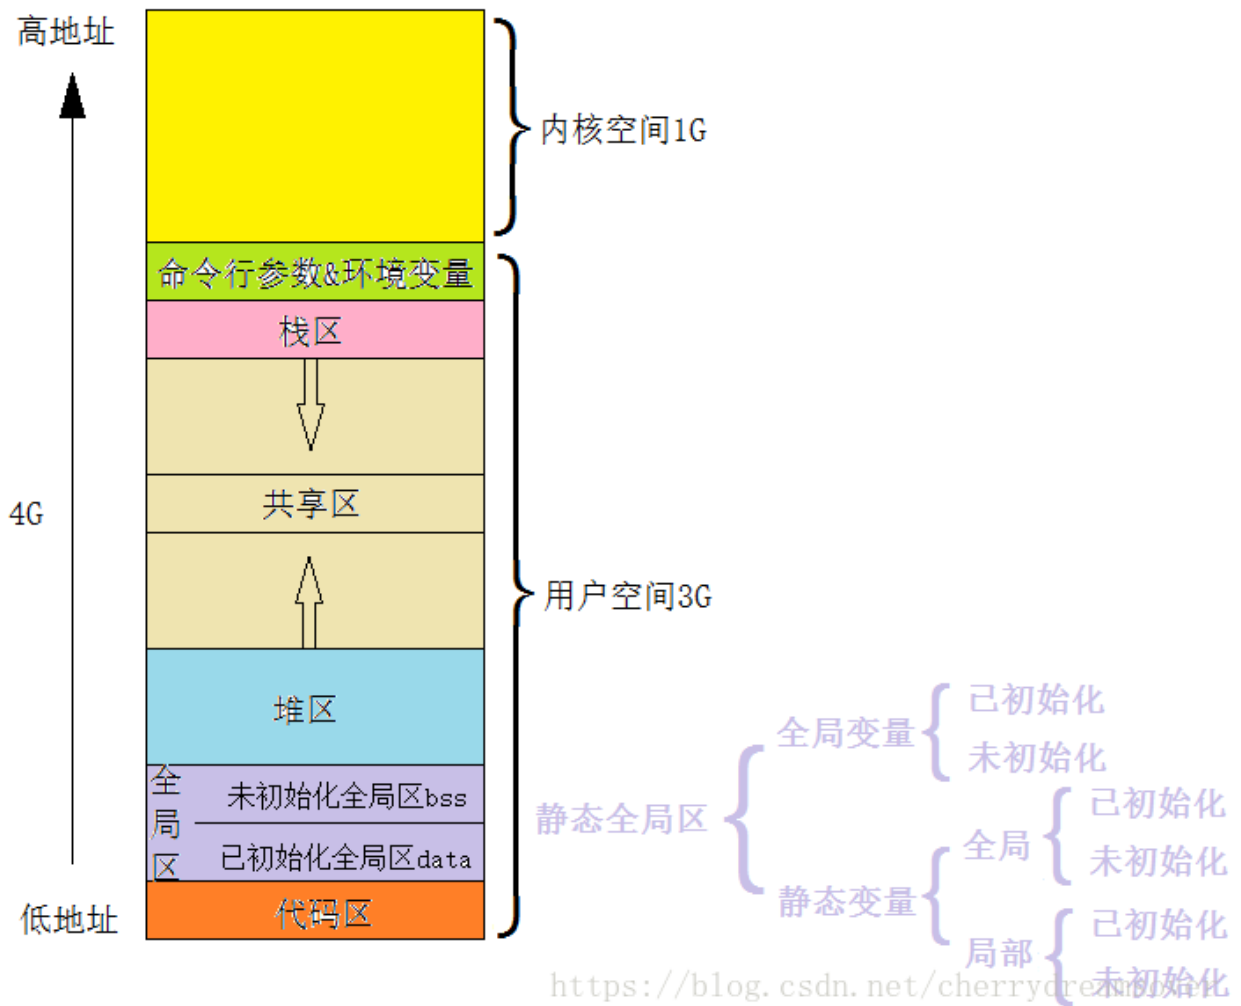 高地址
内核空间1G
命令行参数&环境变量
栈区
共享区
4G
用户空间3G
堆区
全局区
未初始化全局区bss
已初始化全局区data
代码区
低地址
静态全局区
全局变量
已初始化
未初始化
静态变量
全局
已初始化
未初始化
局部
已初始化
未初始化
https://blog.csdn.net/cherrydre